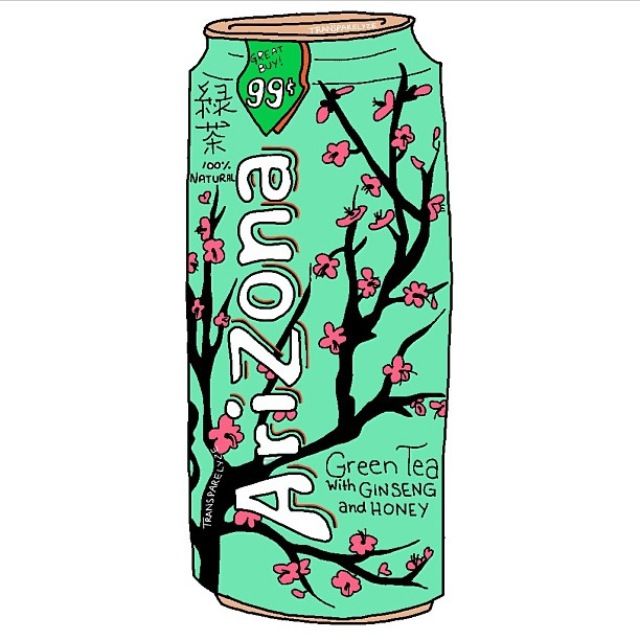 TRANSPARELYZE
GREAT
BUY!
99¢
緑
茶
100%
NATURAL
AriZona
Green Tea
with GINSENG
and HONEY
TRANSPARELYZE